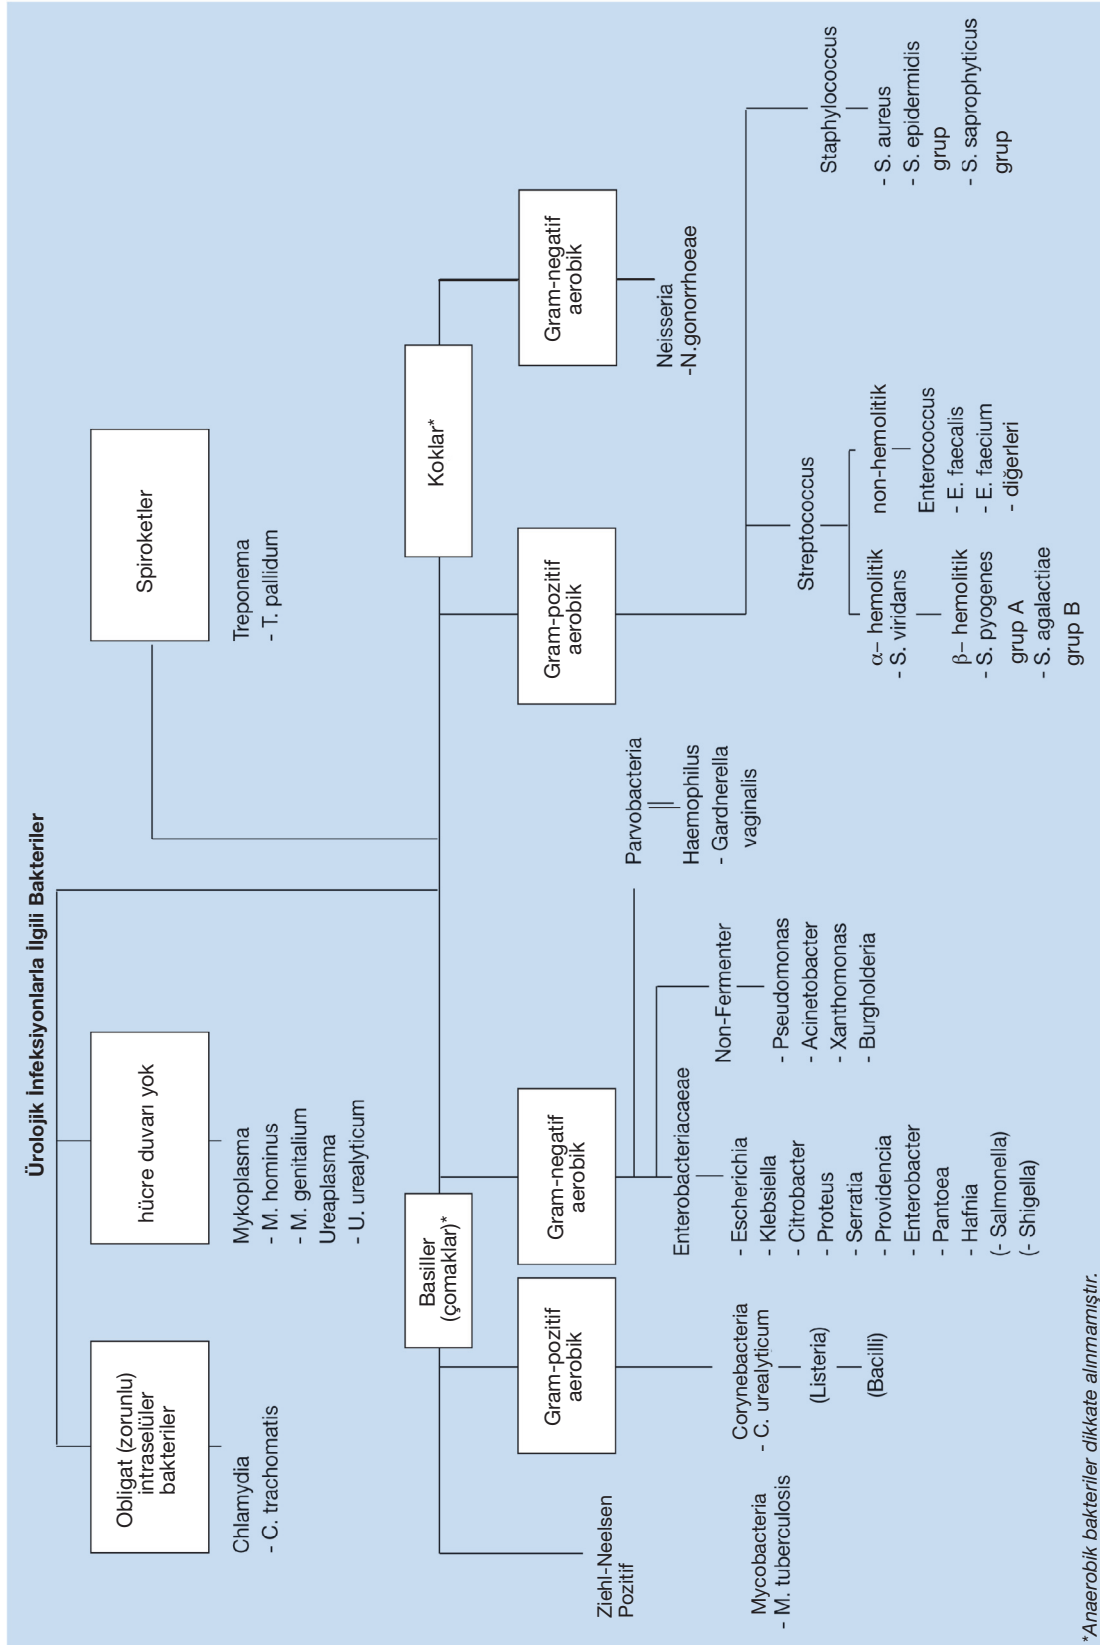 Ürolojik İnfeksiyonlarla İlgili Bakteriler
Obligat (zorunlu)
intraselüler
bakteriler
Chlamydia
- C. trachomatis
hücre duvarı yok
Mykoplasma
- M. hominus
- M. genitalium
Ureaplasma
- U. urealyticum
Spiroketler
Treponema
- T. pallidum
Basiller
(çomaklar)*
Koklar*
Ziehl-Neelsen
Pozitif
Mycobacteria
- M. tuberculosis
Gram-pozitif
aerobik
Corynebacteria
- C. urealyticum
(Listeria)
(Bacilli)
Gram-negatif
aerobik
Enterobacteriacaeae
- Escherichia
- Klebsiella
- Citrobacter
- Proteus
- Serratia
- Providencia
- Enterobacter
- Pantoea
- Hafnia
(- Salmonella)
(- Shigella)
Non-Fermenter
- Pseudomonas
- Acinetobacter
- Xanthomonas
- Burgholderia
Parvobacteria
Haemophilus
- Gardnerella
vaginalis
Gram-pozitif
aerobik
Streptococcus
α– hemolitik
- S. viridans
β– hemolitik
- S. pyogenes
grup A
- S. agalactiae
grup B
non-hemolitik
Enterococcus
- E. faecalis
- E. faecium
- diğerleri
Staphylococcus
- S. aureus
- S. epidermidis
grup
- S. saprophyticus
grup
Gram-negatif
aerobik
Neisseria
-N.gonorrhoeae
*Anaerobik bakteriler dikkate alınmamıştır.